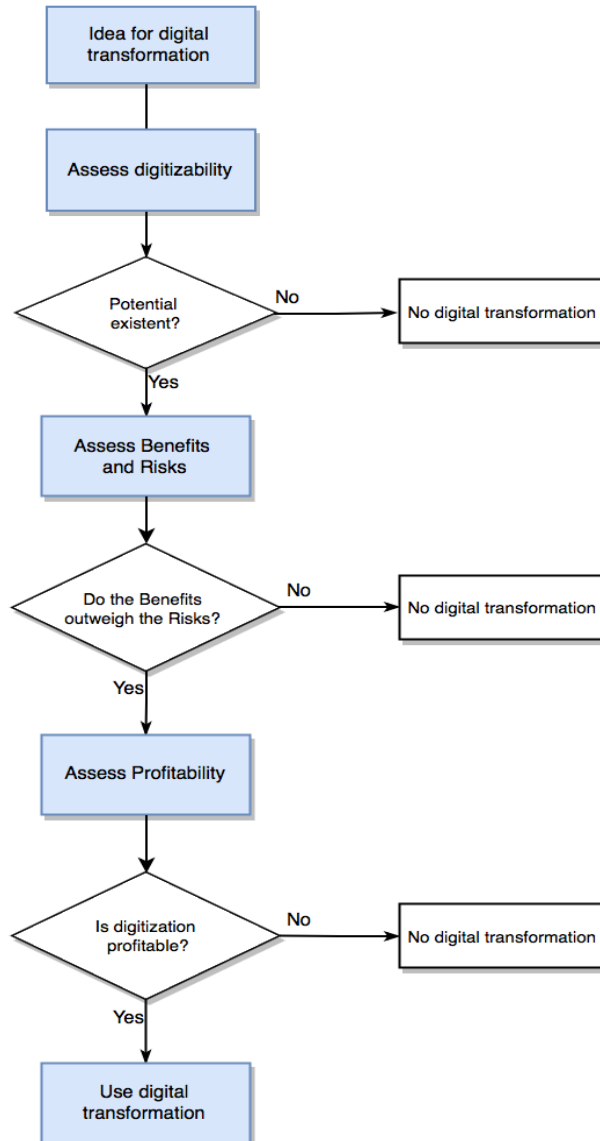 Idea for digital
transformation
Assess digitizability
Potential
existent?
No
No digital transformation
Yes
Assess Benefits
and Risks
Do the Benefits
outweigh the Risks?
No
No digital transformation
Yes
Assess Profitability
Is digitization
profitable?
No
No digital transformation
Yes
Use digital
transformation